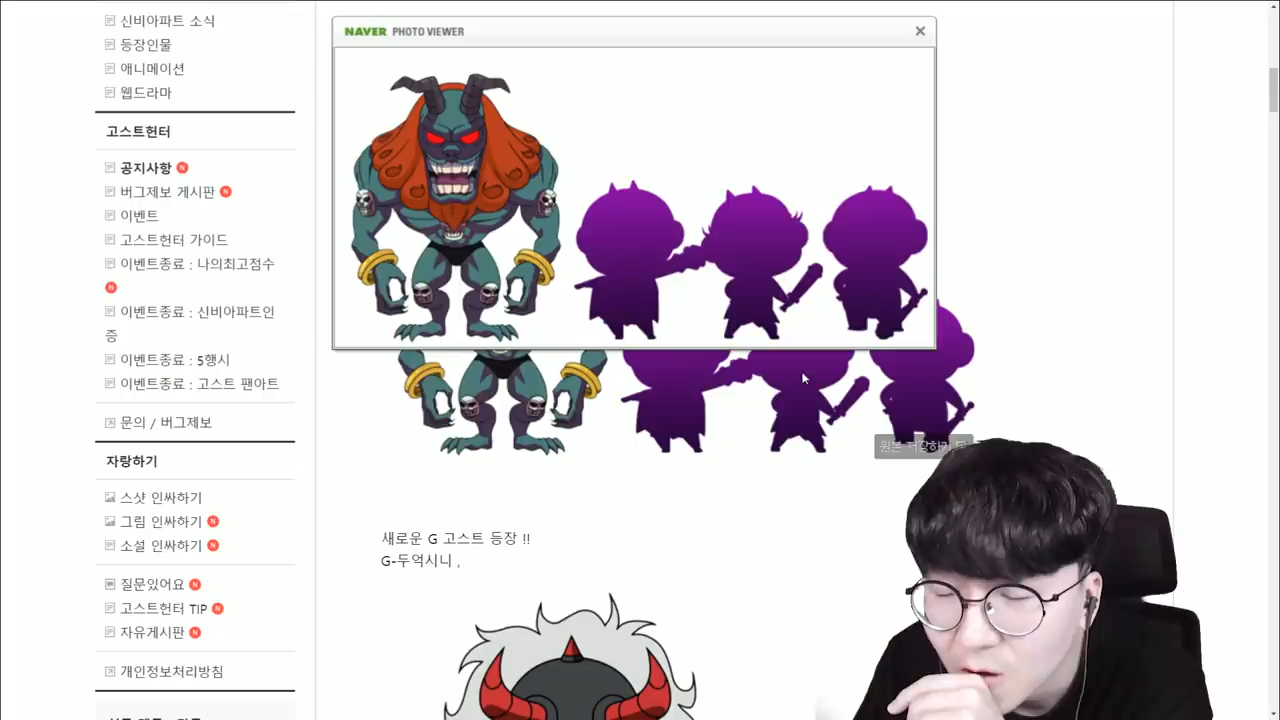 신비아파트 소식
등장인물
애니메이션
웹드라마
고스트헌터
공지사항 N
버그제보 게시판 N
이벤트
고스트헌터 가이드
이벤트종료 : 나의최고점수
N
이벤트종료 : 신비아파트인
증
이벤트종료 : 5행시
이벤트종료 : 고스트 팬아트
문의 / 버그제보
자랑하기
스샷 인싸하기
그림 인싸하기 N
소설 인싸하기 N
질문있어요 N
고스트헌터 TIP N
자유게시판 N
개인정보처리방침
NAVER PHOTO VIEWER
원본 저장하기
새로운 G 고스트 등장 !!
G-두억시니 ,